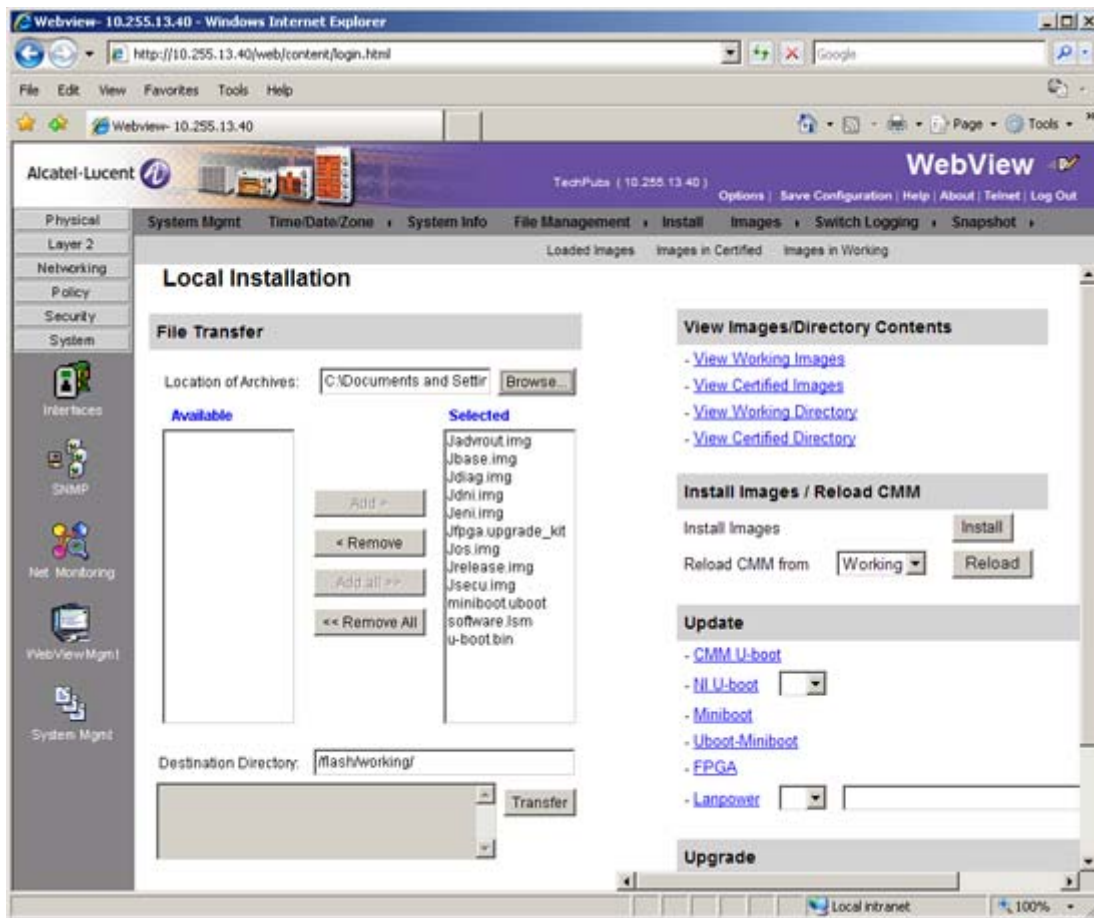 Webview- 10.255.13.40 - Windows Internet Explorer
http://10.255.13.40/web/content/login.html
Google
File Edit View Favorites Tools Help
Webview- 10.255.13.40
Page Tools
Alcatel-Lucent
TechPubs ( 10.255.13.40 )
WebView
Options | Save Configuration | Help | About | Telnet | Log Out
Physical
Layer 2
Networking
Policy
Security
System
Interfaces
SNMP
Net Monitoring
WebView Mgmt
System Mgmt
System Mgmt Time/Date/Zone System Info File Management Install Images Switch Logging Snapshot
Loaded Images Images in Certified Images in Working
Local Installation
File Transfer
Location of Archives: C:\Documents and Settir Browse...
Available
Selected
Jadvrout.img
Jbase.img
Jdiag.img
Jdni.img
Jeni.img
Jfpga.upgrade_kit
Jos.img
Jrelease.img
Jsecu.img
miniboot.uboot
software.lsm
u-boot.bin
Add >
< Remove
Add all >>
<< Remove All
Destination Directory: /flash/working/
Transfer
View Images/Directory Contents
- View Working Images
- View Certified Images
- View Working Directory
- View Certified Directory
Install Images / Reload CMM
Install Images Install
Reload CMM from Working Reload
Update
- CMM U-boot
- NI U-boot
- Miniboot
- Uboot-Miniboot
- FPGA
- Lanpower
Upgrade
Local intranet
100%